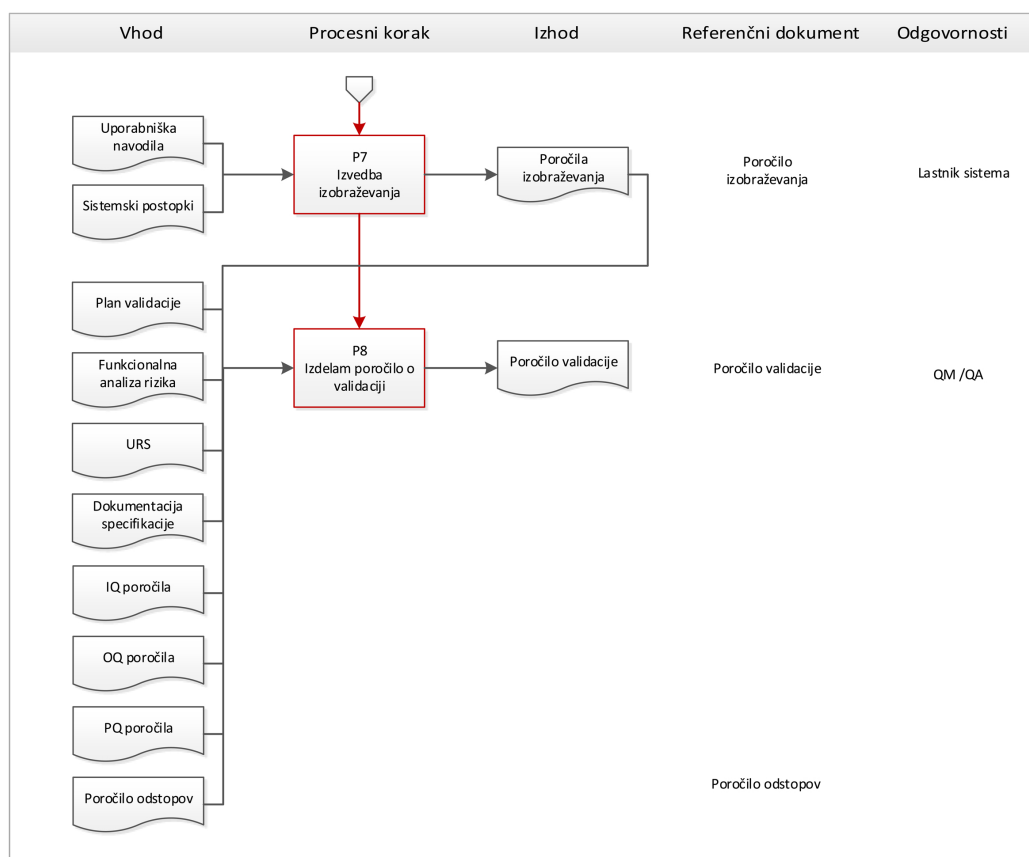 Vhod
Procesni korak
Izhod
Referenčni dokument
Odgovornosti
Uporabniška
navodila
Sistemski postopki
P7
Izvedba
izobraževanja
Poročila
izobraževanja
Poročilo
izobraževanja
Lastnik sistema
Plan validacije
Funkcionalna
analiza rizika
P8
Izdelam poročilo o
validaciji
Poročilo validacije
Poročilo validacije
QM /QA
URS
Dokumentacija
specifikacije
IQ poročila
OQ poročila
PQ poročila
Poročilo odstopov
Poročilo odstopov